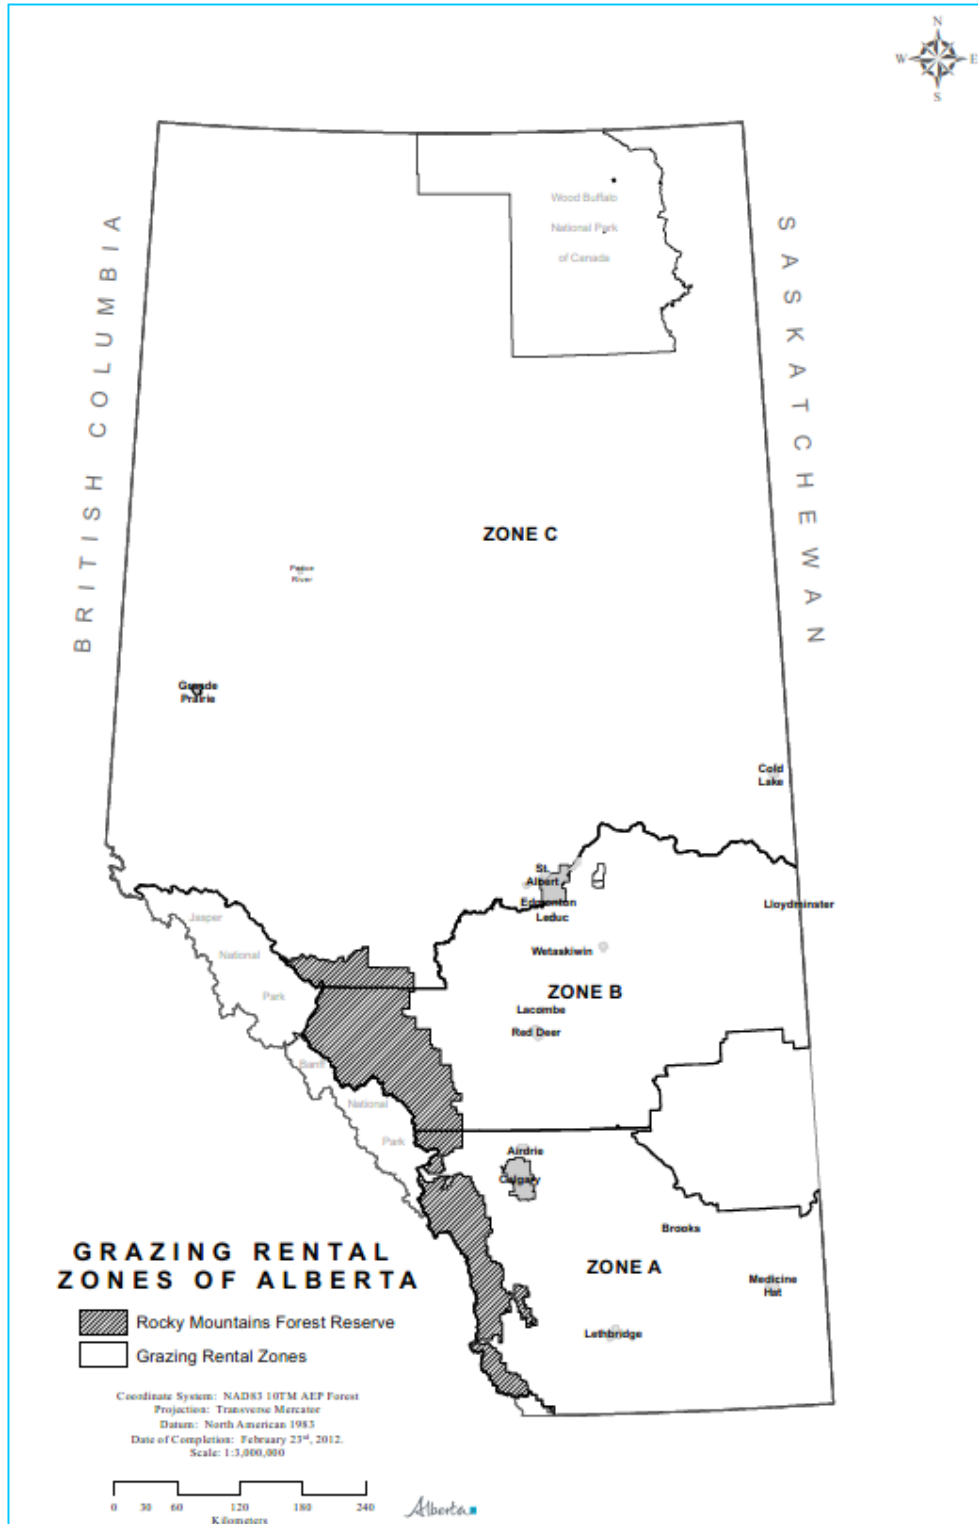 N
W E
S
BRITISH COLUMBIA
SASKATCHEWAN
Wood Buffalo
National Park
of Canada
ZONE C
Peace
River
Grande
Prairie
Cold
Lake
St.
Albert
Edmonton
Leduc
Lloydminster
Jasper
National
Park
Wetaskiwin
ZONE B
Lacombe
Red Deer
Banff
National
Park
Airdrie
Calgary
Brooks
ZONE A
Medicine
Hat
Lethbridge
GRAZING RENTAL
ZONES OF ALBERTA
Rocky Mountains Forest Reserve
Grazing Rental Zones
Coordinate System: NAD83 10TM AEP Forest
Projection: Transverse Mercator
Datum: North American 1983
Date of Completion: February 23rd, 2012.
Scale: 1:3,000,000
0 30 60 120 180 240
Kilometers
Alberta